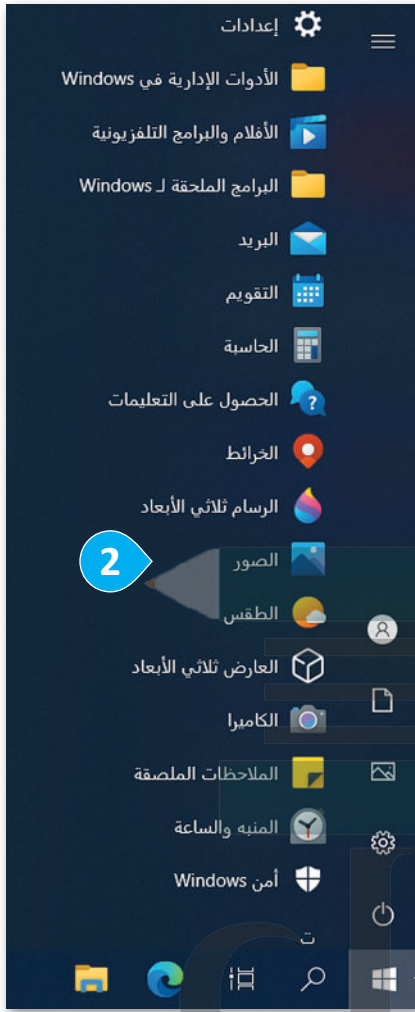 إعدادات
الأدوات الإدارية في Windows
الأفلام والبرامج التلفزيونية
البرامج الملحقة لـ Windows
البريد
التقويم
الحاسبة
الحصول على التعليمات
الخرائط
الرسام ثلاثي الأبعاد
الصور
2
الطقس
العارض ثلاثي الأبعاد
الكاميرا
الملاحظات الملصقة
المنبه والساعة
أمن Windows
ت